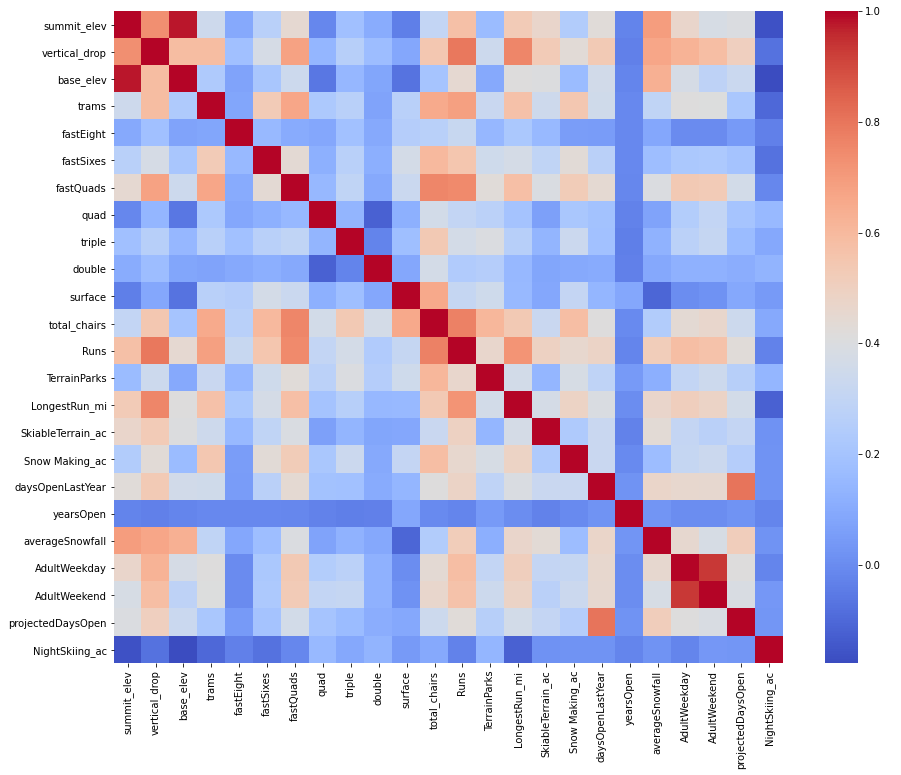 summit_elev
vertical_drop
base_elev
trams
fastEight
fastSixes
fastQuads
quad
triple
double
surface
total_chairs
Runs
TerrainParks
LongestRun_mi
SkiableTerrain_ac
Snow Making_ac
daysOpenLastYear
yearsOpen
averageSnowfall
AdultWeekday
AdultWeekend
projectedDaysOpen
NightSkiing_ac
summit_elev
vertical_drop
base_elev
trams
fastEight
fastSixes
fastQuads
quad
triple
double
surface
total_chairs
Runs
TerrainParks
LongestRun_mi
SkiableTerrain_ac
Snow Making_ac
daysOpenLastYear
yearsOpen
averageSnowfall
AdultWeekday
AdultWeekend
projectedDaysOpen
NightSkiing_ac
1.0
0.8
0.6
0.4
0.2
0.0